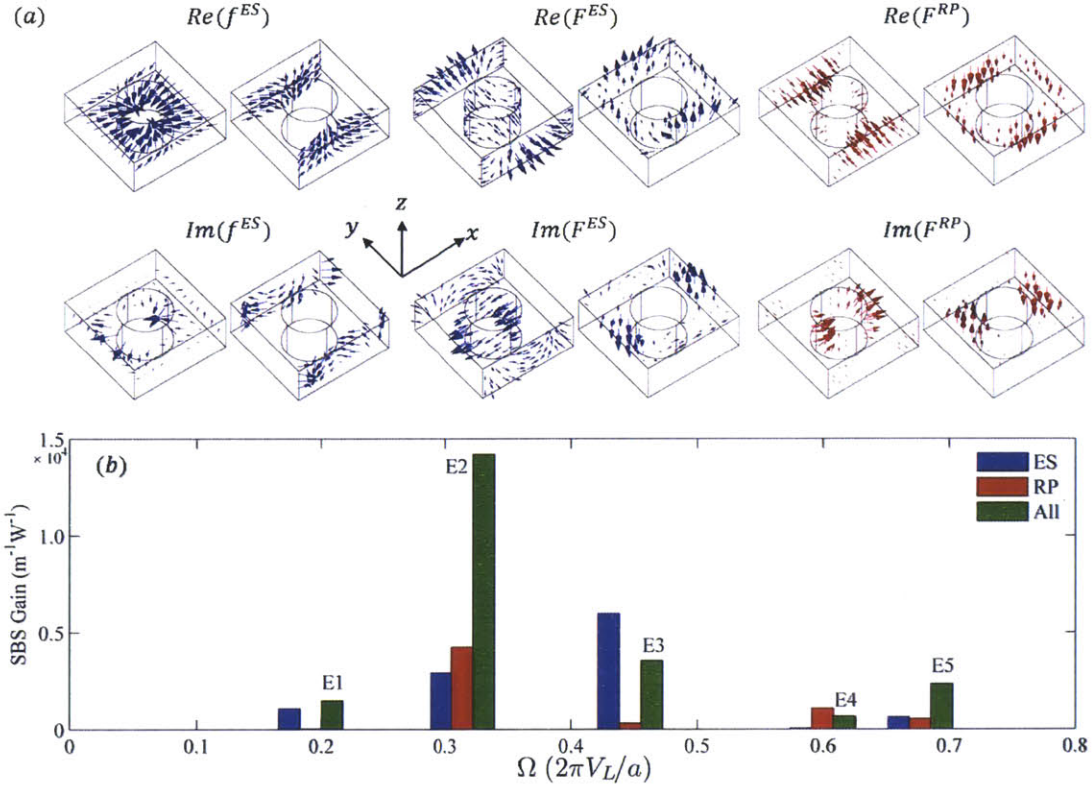 (a) Re(f^{ES}) Re(F^{ES}) Re(F^{RP})
Im(f^{ES}) y z x Im(F^{ES}) Im(F^{RP})
1.5
× 10⁴
(b)
E2
ES
RP
All
1.0
SBS Gain (m⁻¹W⁻¹)
0.5
E3
E1
E5
E4
0
0 0.1 0.2 0.3 0.4 0.5 0.6 0.7 0.8
Ω (2πV_L/a)